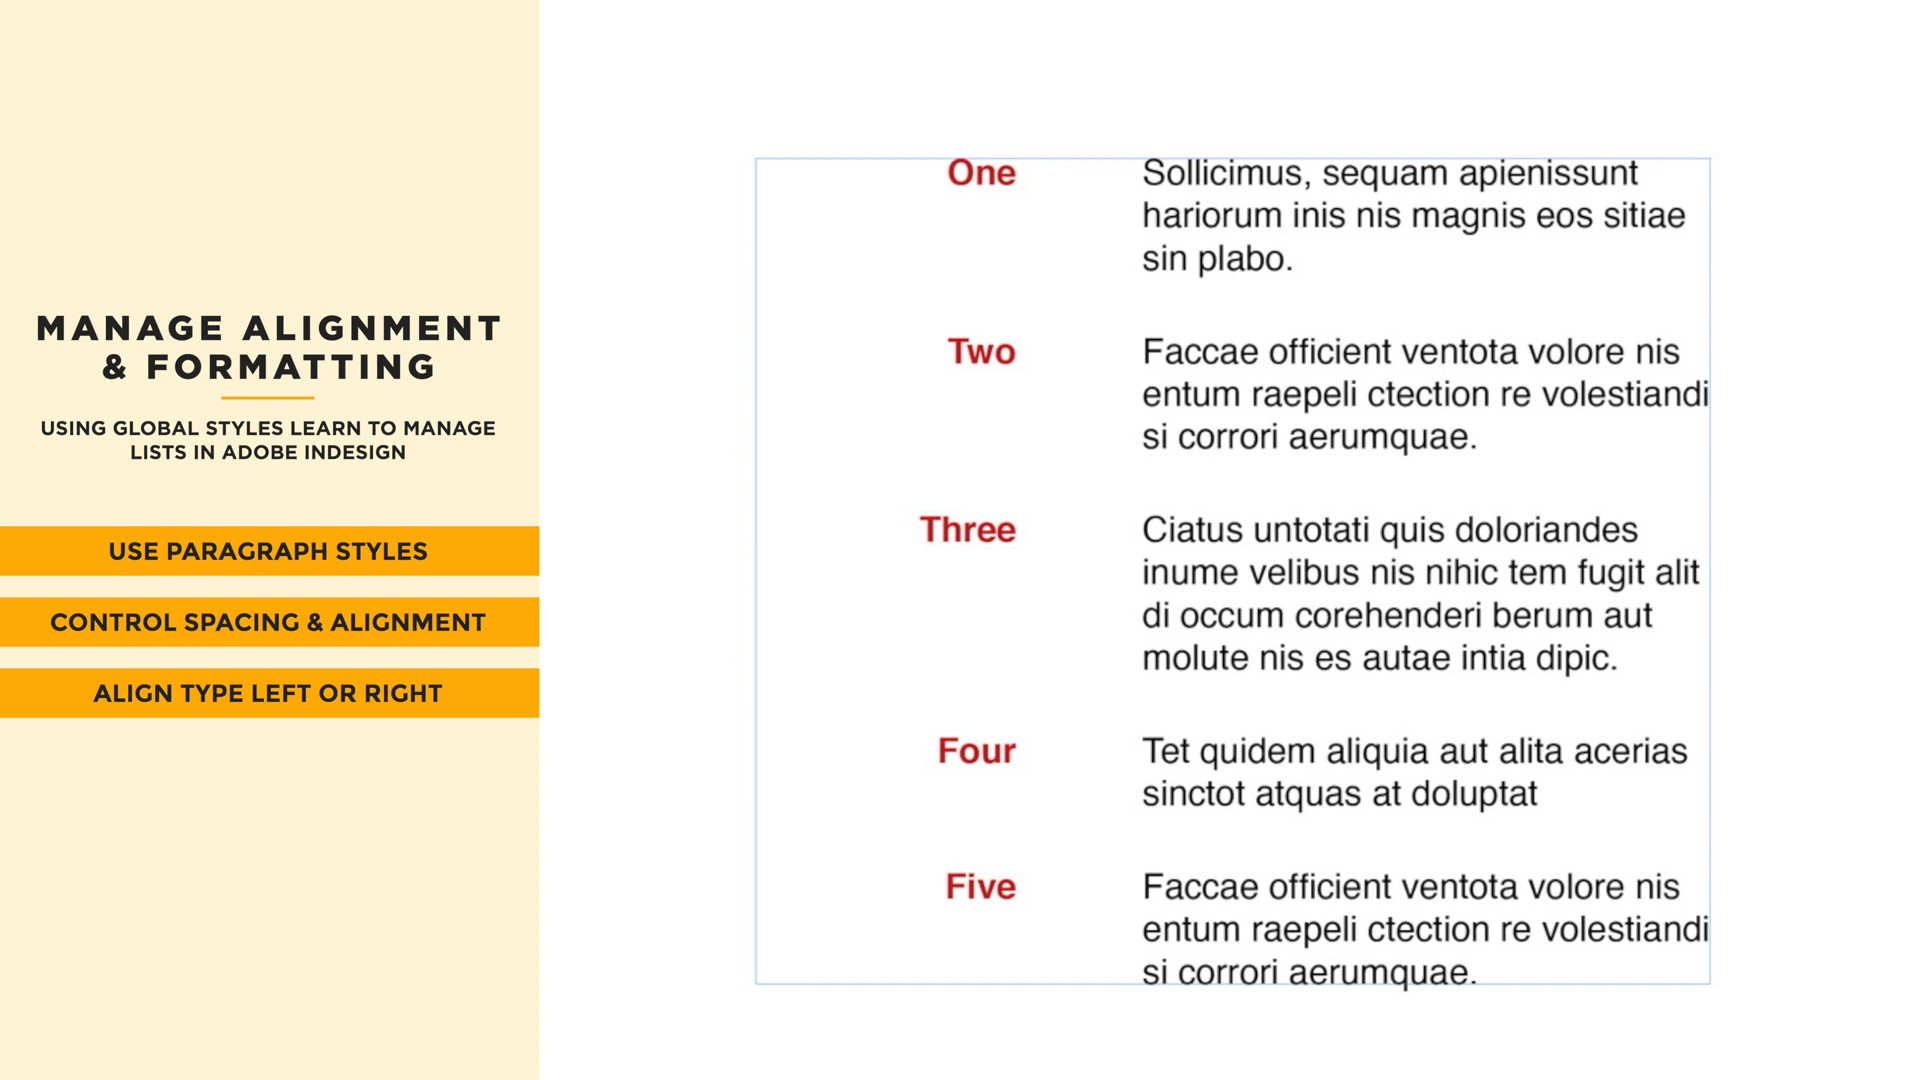 MANAGE ALIGNMENT
& FORMATTING
USING GLOBAL STYLES LEARN TO MANAGE
LISTS IN ADOBE INDESIGN
USE PARAGRAPH STYLES
CONTROL SPACING & ALIGNMENT
ALIGN TYPE LEFT OR RIGHT
One Sollicimus, sequam apienissunt
hariorum inis nis magnis eos sitiae
sin plabo.
Two Faccae officient ventota volore nis
entum raepeli ctection re volestiandi
si corrori aerumquae.
Three Ciatus untotati quis doloriandes
inume velibus nis nihic tem fugit alit
di occum corehenderi berum aut
molute nis es autae intia dipic.
Four Tet quidem aliquia aut alita acerias
sinctot atquas at doluptat
Five Faccae officient ventota volore nis
entum raepeli ctection re volestiandi
si corrori aerumquae.